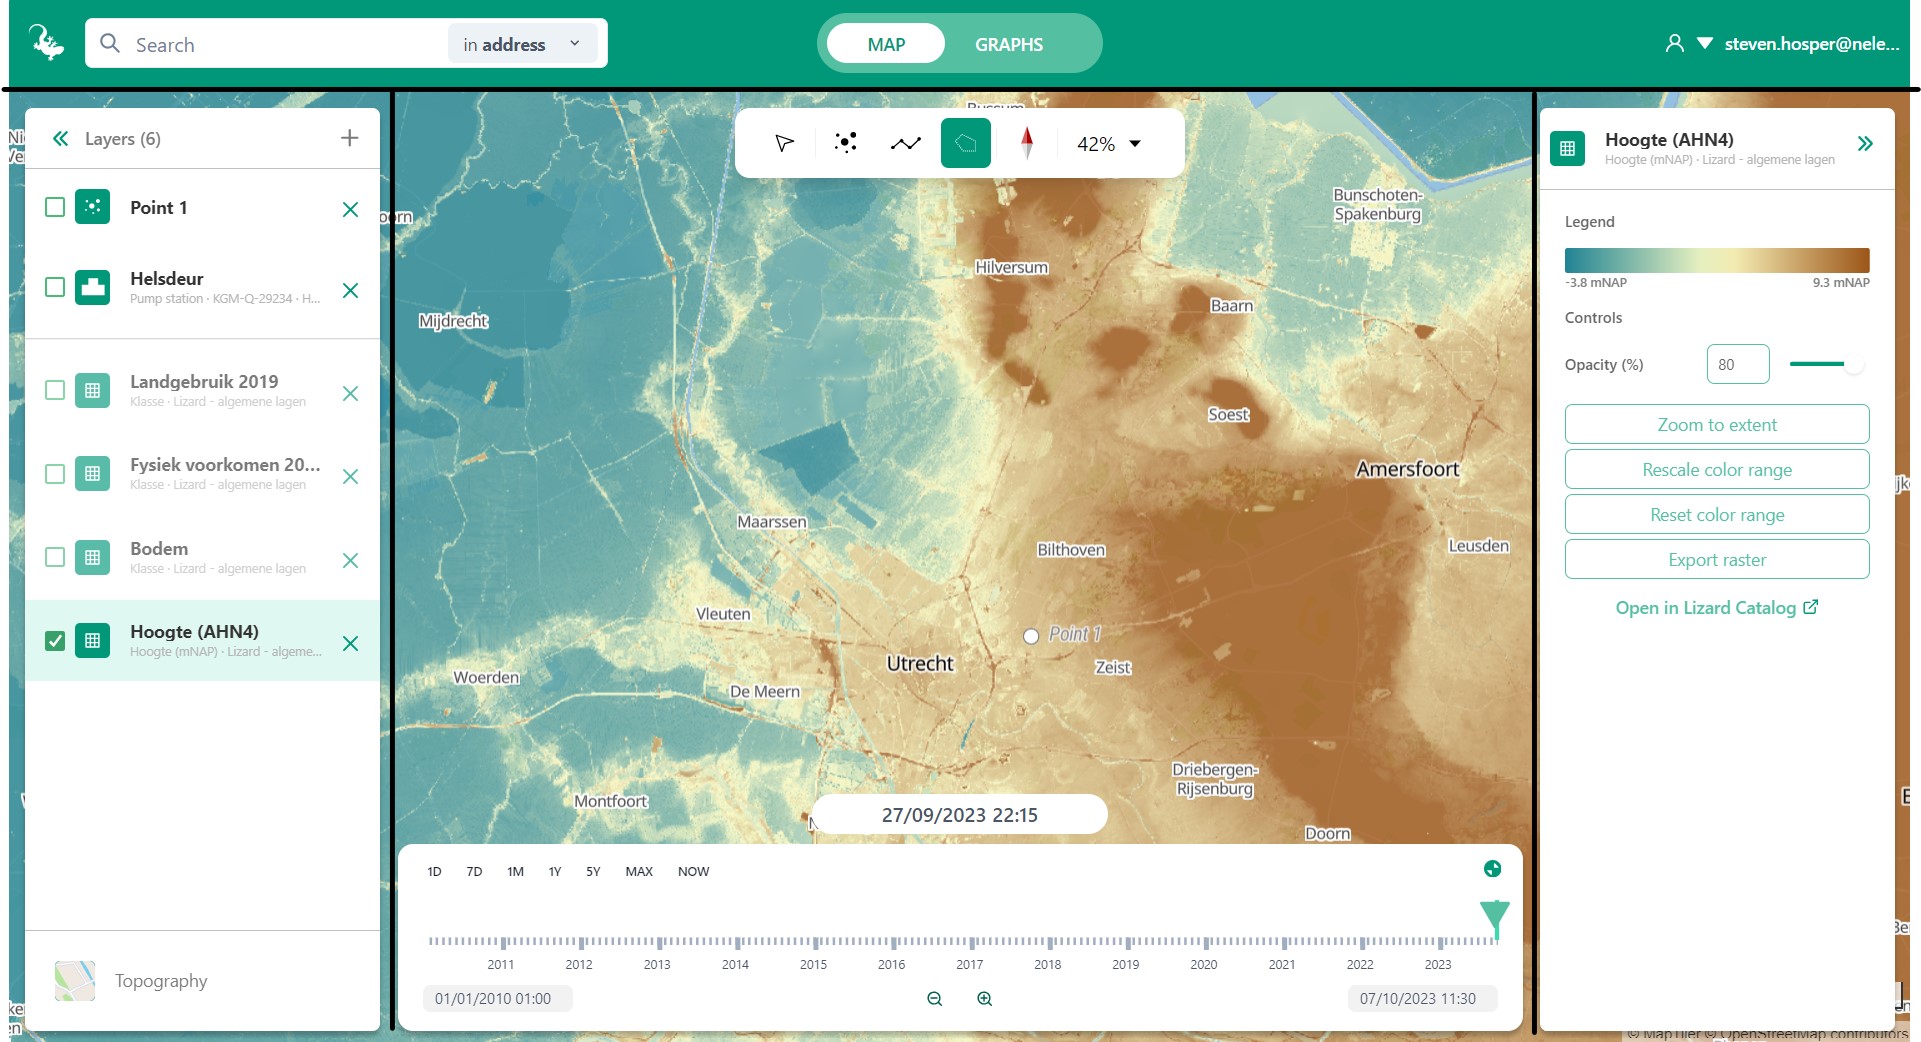 Search
in address
MAP
GRAPHS
steven.hosper@nele...
Layers (6)
Point 1
Helsdeur
Pump station · KGM-Q-29234 · H...
Landgebruik 2019
Klasse · Lizard - algemene lagen
Fysiek voorkomen 20...
Klasse · Lizard - algemene lagen
Bodem
Klasse · Lizard - algemene lagen
Hoogte (AHN4)
Hoogte (mNAP) · Lizard - algeme...
Topography
42%
Bussum
Bunschoten-
Spakenburg
Hilversum
Baarn
Mijdrecht
Soest
Amersfoort
Maarssen
Bilthoven
Leusden
Vleuten
Point 1
Utrecht
Zeist
Woerden
De Meern
Driebergen-
Rijsenburg
Montfoort
Doorn
27/09/2023 22:15
1D
7D
1M
1Y
5Y
MAX
NOW
2011
2012
2013
2014
2015
2016
2017
2018
2019
2020
2021
2022
2023
01/01/2010 01:00
07/10/2023 11:30
Hoogte (AHN4)
Hoogte (mNAP) · Lizard - algemene lagen
Legend
-3.8 mNAP
9.3 mNAP
Controls
Opacity (%)
80
Zoom to extent
Rescale color range
Reset color range
Export raster
Open in Lizard Catalog
© MapTiler © OpenStreetMap contributors